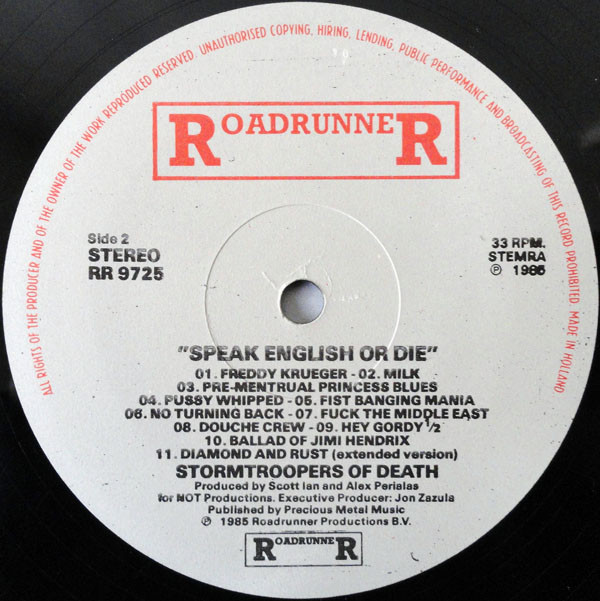 ALL RIGHTS OF THE PRODUCER AND OF THE OWNER OF THE WORK REPRODUCED RESERVED. UNAUTHORISED COPYING, HIRING, LENDING, PUBLIC PERFORMANCE AND BROADCASTING OF THIS RECORD PROHIBITED. MADE IN HOLLAND
ROADRUNNER
Side 2
STEREO
RR 9725
33 RPM.
STEMRA
℗ 1985
"SPEAK ENGLISH OR DIE"
01. FREDDY KRUEGER - 02. MILK
03. PRE-MENTRUAL PRINCESS BLUES
04. PUSSY WHIPPED - 05. FIST BANGING MANIA
06. NO TURNING BACK - 07. FUCK THE MIDDLE EAST
08. DOUCHE CREW - 09. HEY GORDY ½
10. BALLAD OF JIMI HENDRIX
11. DIAMOND AND RUST (extended version)
STORMTROOPERS OF DEATH
Produced by Scott Ian and Alex Perialas
for NOT Productions. Executive Producer: Jon Zazula
Published by Precious Metal Music
℗ 1985 Roadrunner Productions B.V.
ROADRUNNER